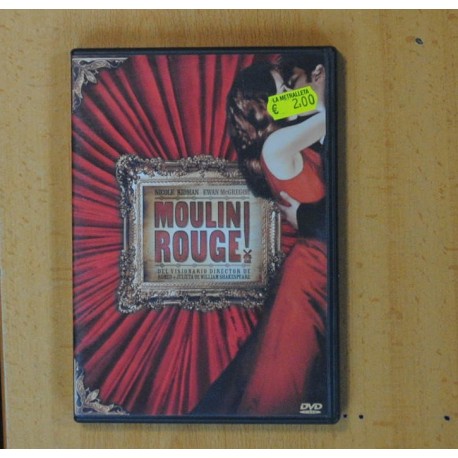 LA METRALLETA
€ 2,00
NICOLE KIDMAN EWAN McGREGOR
MOULIN
ROUGE!
DEL VISIONARIO DIRECTOR DE
ROMEO Y JULIETA DE WILLIAM SHAKESPEARE
DVD